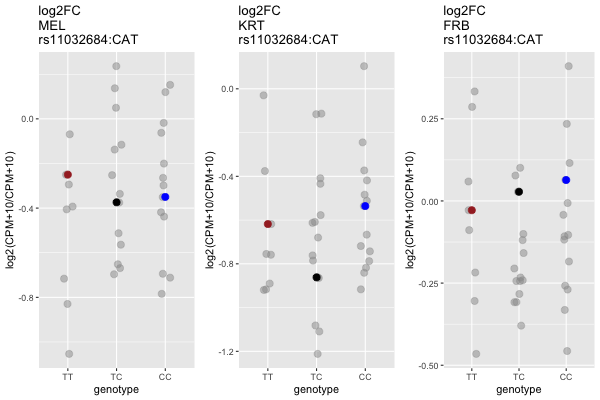 log2FC
MEL
rs11032684:CAT
log2(CPM+10/CPM+10)
0.0
-0.4
-0.8
TT
TC
CC
genotype
log2FC
KRT
rs11032684:CAT
log2(CPM+10/CPM+10)
0.0
-0.4
-0.8
-1.2
TT
TC
CC
genotype
log2FC
FRB
rs11032684:CAT
log2(CPM+10/CPM+10)
0.25
0.00
-0.25
-0.50
TT
TC
CC
genotype